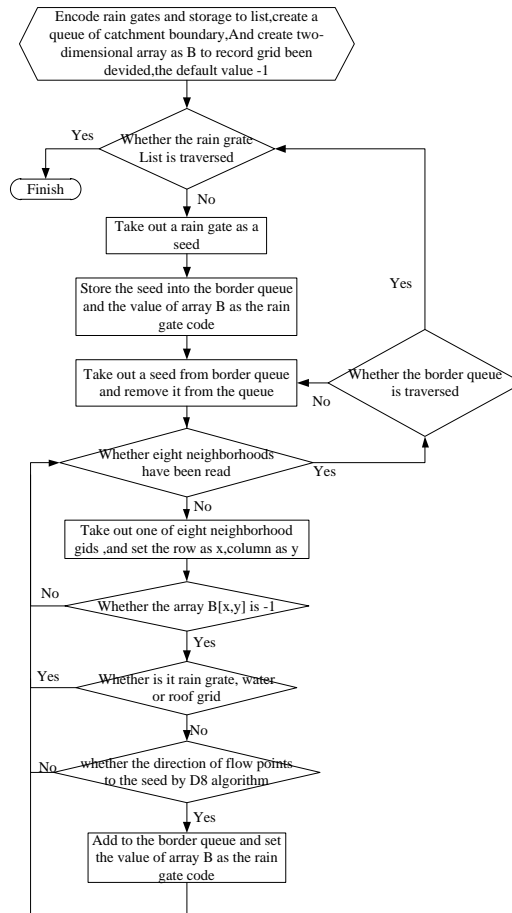 Encode rain gates and storage to list,create a
queue of catchment boundary,And create two-
dimensional array as B to record grid been
devided,the default value -1
Yes
Whether the rain grate
List is traversed
Finish
No
Take out a rain gate as a
seed
Yes
Store the seed into the border queue
and the value of array B as the rain
gate code
Take out a seed from border queue
and remove it from the queue
Whether the border queue
is traversed
No
Whether eight neighborhoods
have been read
Yes
No
Take out one of eight neighborhood
gids ,and set the row as x,column as y
No
Whether the array B[x,y] is -1
Yes
Yes
Whether is it rain grate, water
or roof grid
No
No
whether the direction of flow points
to the seed by D8 algorithm
Yes
Add to the border queue and set
the value of array B as the rain
gate code